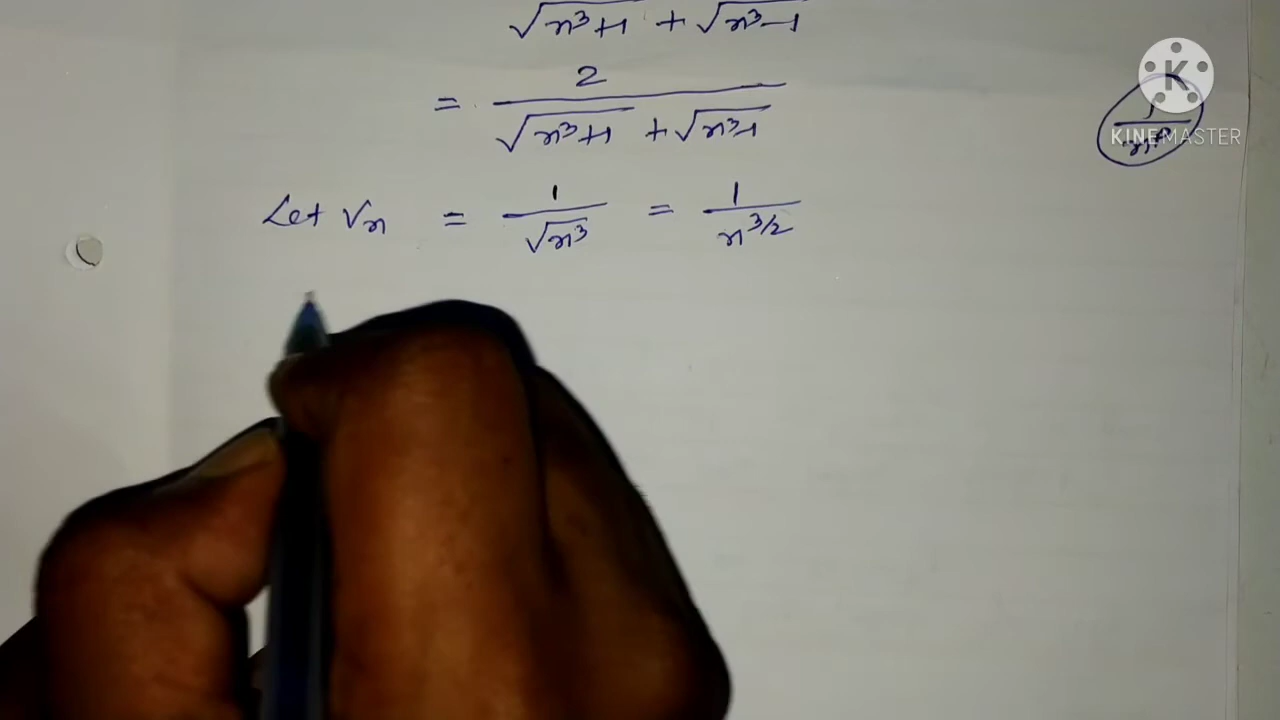 √n³+1 + √n³-1
= 2 / √n³+1 + √n³-1
Let Vn = 1/√n³ = 1/n^3/2
K
KINEMASTER